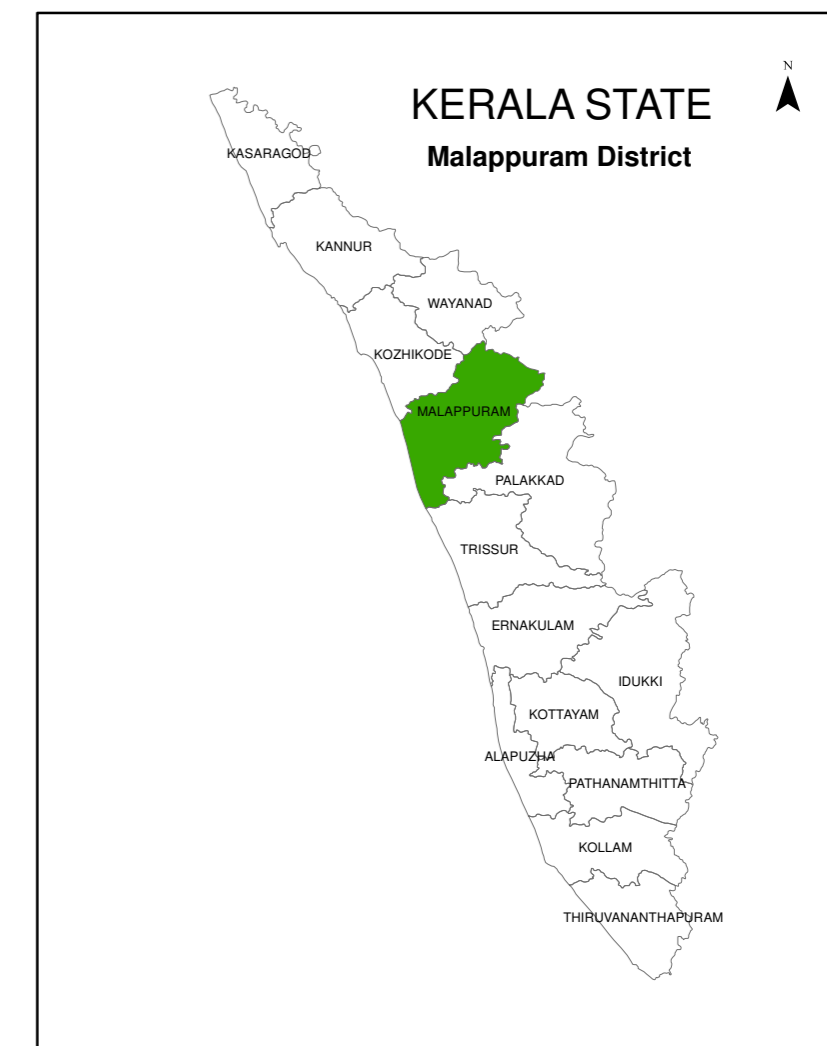 N
KERALA STATE
Malappuram District
KASARAGOD
KANNUR
WAYANAD
KOZHIKODE
MALAPPURAM
PALAKKAD
TRISSUR
ERNAKULAM
IDUKKI
KOTTAYAM
ALAPUZHA
PATHANAMTHITTA
KOLLAM
THIRUVANANTHAPURAM